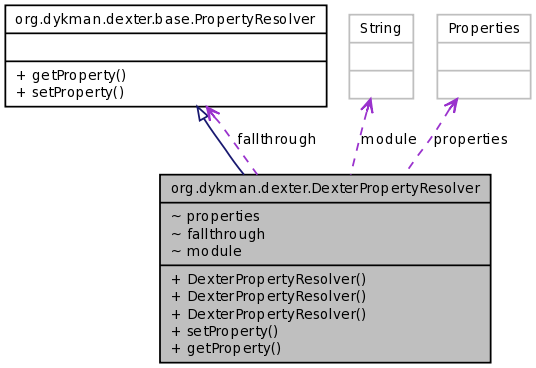 org.dykman.dexter.base.PropertyResolver
+ getProperty()
+ setProperty()
String
Properties
fallthrough
module
properties
org.dykman.dexter.DexterPropertyResolver
~ properties
~ fallthrough
~ module
+ DexterPropertyResolver()
+ DexterPropertyResolver()
+ DexterPropertyResolver()
+ setProperty()
+ getProperty()